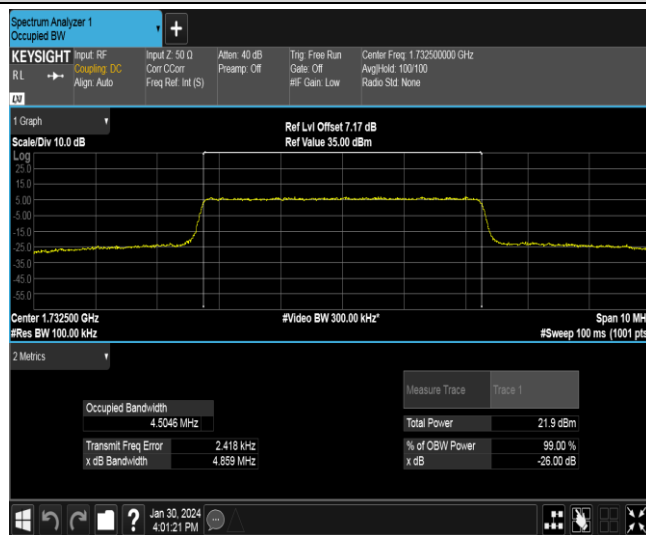 Spectrum Analyzer 1
Occupied BW
+
KEYSIGHT Input: RF Input Z: 50 Ω Atten: 40 dB Trig: Free Run Center Freq: 1.732500000 GHz
RL Coupling: DC Corr CCorr Preamp: Off Gate: Off Avg|Hold: 100/100
Align: Auto Freq Ref: Int (S) #IF Gain: Low Radio Std: None
LXI
1 Graph
Ref Lvl Offset 7.17 dB
Scale/Div 10.0 dB Ref Value 35.00 dBm
Log
25.0
15.0
5.00
-5.00
-15.0
-25.0
-35.0
-45.0
-55.0
Center 1.732500 GHz #Video BW 300.00 kHz* Span 10 MH
#Res BW 100.00 kHz #Sweep 100 ms (1001 pts
2 Metrics
Measure Trace Trace 1
Occupied Bandwidth
4.5046 MHz Total Power 21.9 dBm
Transmit Freq Error 2.418 kHz % of OBW Power 99.00 %
x dB Bandwidth 4.859 MHz x dB -26.00 dB
? Jan 30, 2024
4:01:21 PM